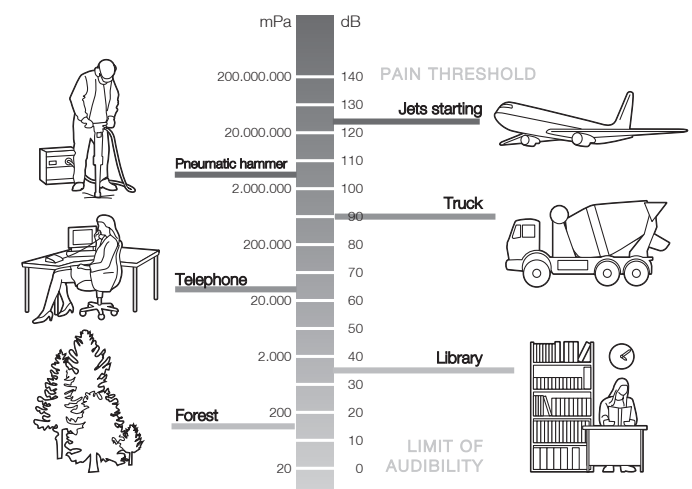 mPa dB
200.000.000 140 PAIN THRESHOLD
130
Jets starting
20.000.000 120
Pneumatic hammer 110
2.000.000 100
Truck
90
200.000 80
Telephone 70
20.000 60
50
2.000 40
Library
30
Forest 200 20
10
LIMIT OF
AUDIBILITY
20 0